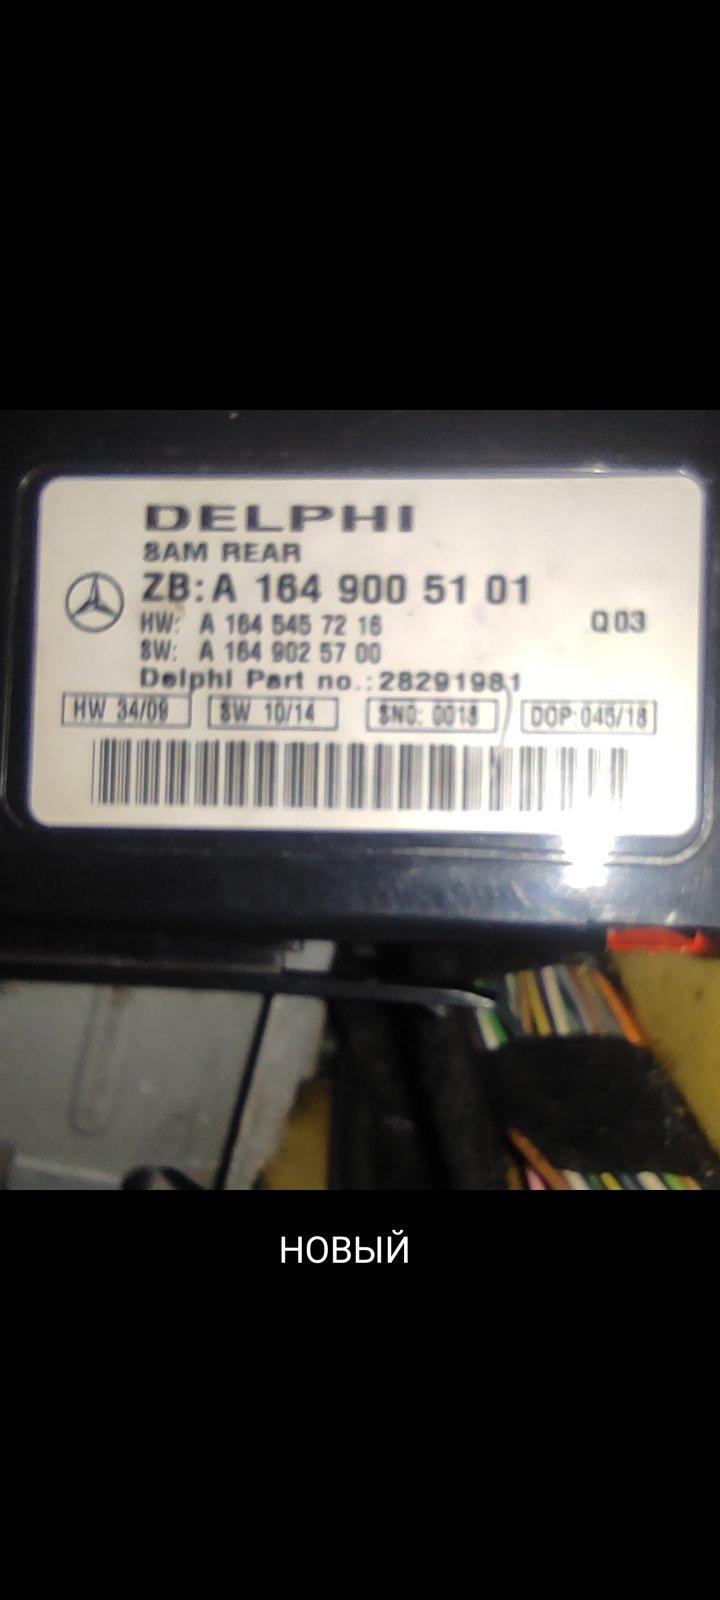 DELPHI
SAM REAR
ZB: A 164 900 51 01
HW: A 164 545 72 16
Q03
SW: A 164 902 57 00
Delphi Part no.: 28291981
HW 34/09 SW 10/14 SNO: 0018 DOP: 045/18
НОВЫЙ